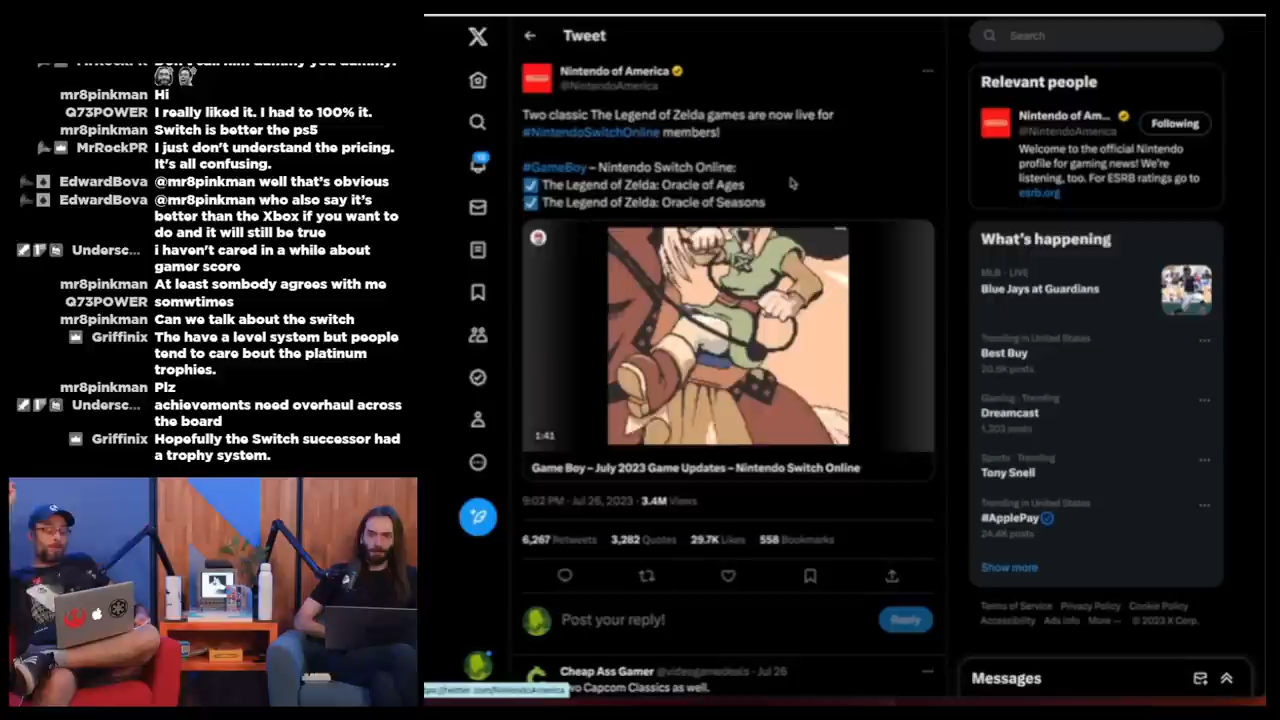 mr8pinkman Hi
Q73POWER I really liked it. I had to 100% it.
mr8pinkman Switch is better the ps5
MrRockPR I just don't understand the pricing.
It's all confusing.
EdwardBova @mr8pinkman well that's obvious
EdwardBova @mr8pinkman who also say it's
better than the Xbox if you want to
do and it will still be true
Undersc... i haven't cared in a while about
gamer score
mr8pinkman At least sombody agrees with me
Q73POWER somwtimes
mr8pinkman Can we talk about the switch
Griffinix The have a level system but people
tend to care bout the platinum
trophies.
mr8pinkman Plz
Undersc... achievements need overhaul across
the board
Griffinix Hopefully the Switch successor had
a trophy system.
Tweet
Nintendo of America
@NintendoAmerica
Two classic The Legend of Zelda games are now live for
#NintendoSwitchOnline members!
#GameBoy – Nintendo Switch Online:
The Legend of Zelda: Oracle of Ages
The Legend of Zelda: Oracle of Seasons
1:41
Game Boy – July 2023 Game Updates – Nintendo Switch Online
9:02 PM · Jul 26, 2023 · 3.4M Views
6,267 Retweets 3,282 Quotes 29.7K Likes 558 Bookmarks
Post your reply!
Reply
Cheap Ass Gamer @videogamedeals · Jul 26
Two Capcom Classics as well.
Search
Relevant people
Nintendo of Am...
@NintendoAmerica
Following
Welcome to the official Nintendo
profile for gaming news! We're
listening, too. For ESRB ratings go to
esrb.org
What's happening
MLB · LIVE
Blue Jays at Guardians
Trending in United States
Best Buy
20.8K posts
Gaming · Trending
Dreamcast
1,203 posts
Sports · Trending
Tony Snell
Trending in United States
#ApplePay
24.4K posts
Show more
Terms of Service Privacy Policy Cookie Policy
Accessibility Ads info More ··· © 2023 X Corp.
Messages